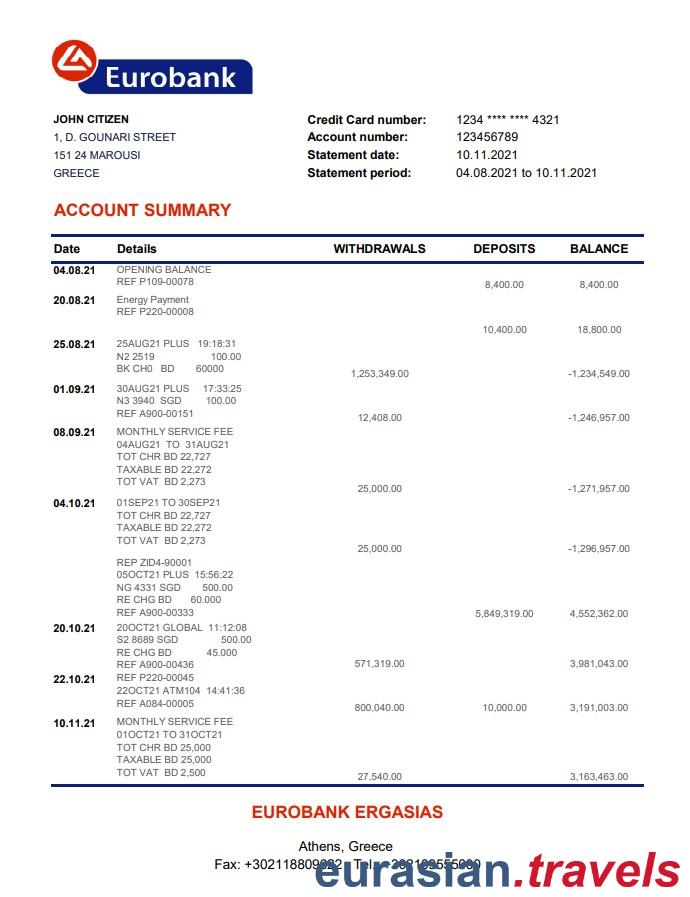 Eurobank
JOHN CITIZEN
1, D. GOUNARI STREET
151 24 MAROUSI
GREECE
Credit Card number: 1234 **** **** 4321
Account number: 123456789
Statement date: 10.11.2021
Statement period: 04.08.2021 to 10.11.2021
ACCOUNT SUMMARY
Date Details WITHDRAWALS DEPOSITS BALANCE
04.08.21 OPENING BALANCE
REF P109-00078 8,400.00 8,400.00
20.08.21 Energy Payment
REF P220-00008
10,400.00 18,800.00
25.08.21 25AUG21 PLUS 19:18:31
N2 2519 100.00
BK CH0 BD 60000
1,253,349.00 -1,234,549.00
01.09.21 30AUG21 PLUS 17:33:25
N3 3940 SGD 100.00
REF A900-00151 12,408.00 -1,246,957.00
08.09.21 MONTHLY SERVICE FEE
04AUG21 TO 31AUG21
TOT CHR BD 22,727
TAXABLE BD 22,272
TOT VAT BD 2,273
25,000.00 -1,271,957.00
04.10.21 01SEP21 TO 30SEP21
TOT CHR BD 22,727
TAXABLE BD 22,272
TOT VAT BD 2,273
25,000.00 -1,296,957.00
REP ZID4-90001
05OCT21 PLUS 15:56:22
NG 4331 SGD 500.00
RE CHG BD 60.000
REF A900-00333 5,849,319.00 4,552,362.00
20.10.21 20OCT21 GLOBAL 11:12:08
S2 8689 SGD 500.00
RE CHG BD 45.000
REF A900-00436 571,319.00 3,981,043.00
22.10.21 REF P220-00045
22OCT21 ATM104 14:41:36
REF A084-00005 800,040.00 10,000.00 3,191,003.00
10.11.21 MONTHLY SERVICE FEE
01OCT21 TO 31OCT21
TOT CHR BD 25,000
TAXABLE BD 25,000
TOT VAT BD 2,500 27,540.00 3,163,463.00
EUROBANK ERGASIAS
Athens, Greece
Fax:
eurasian.travels